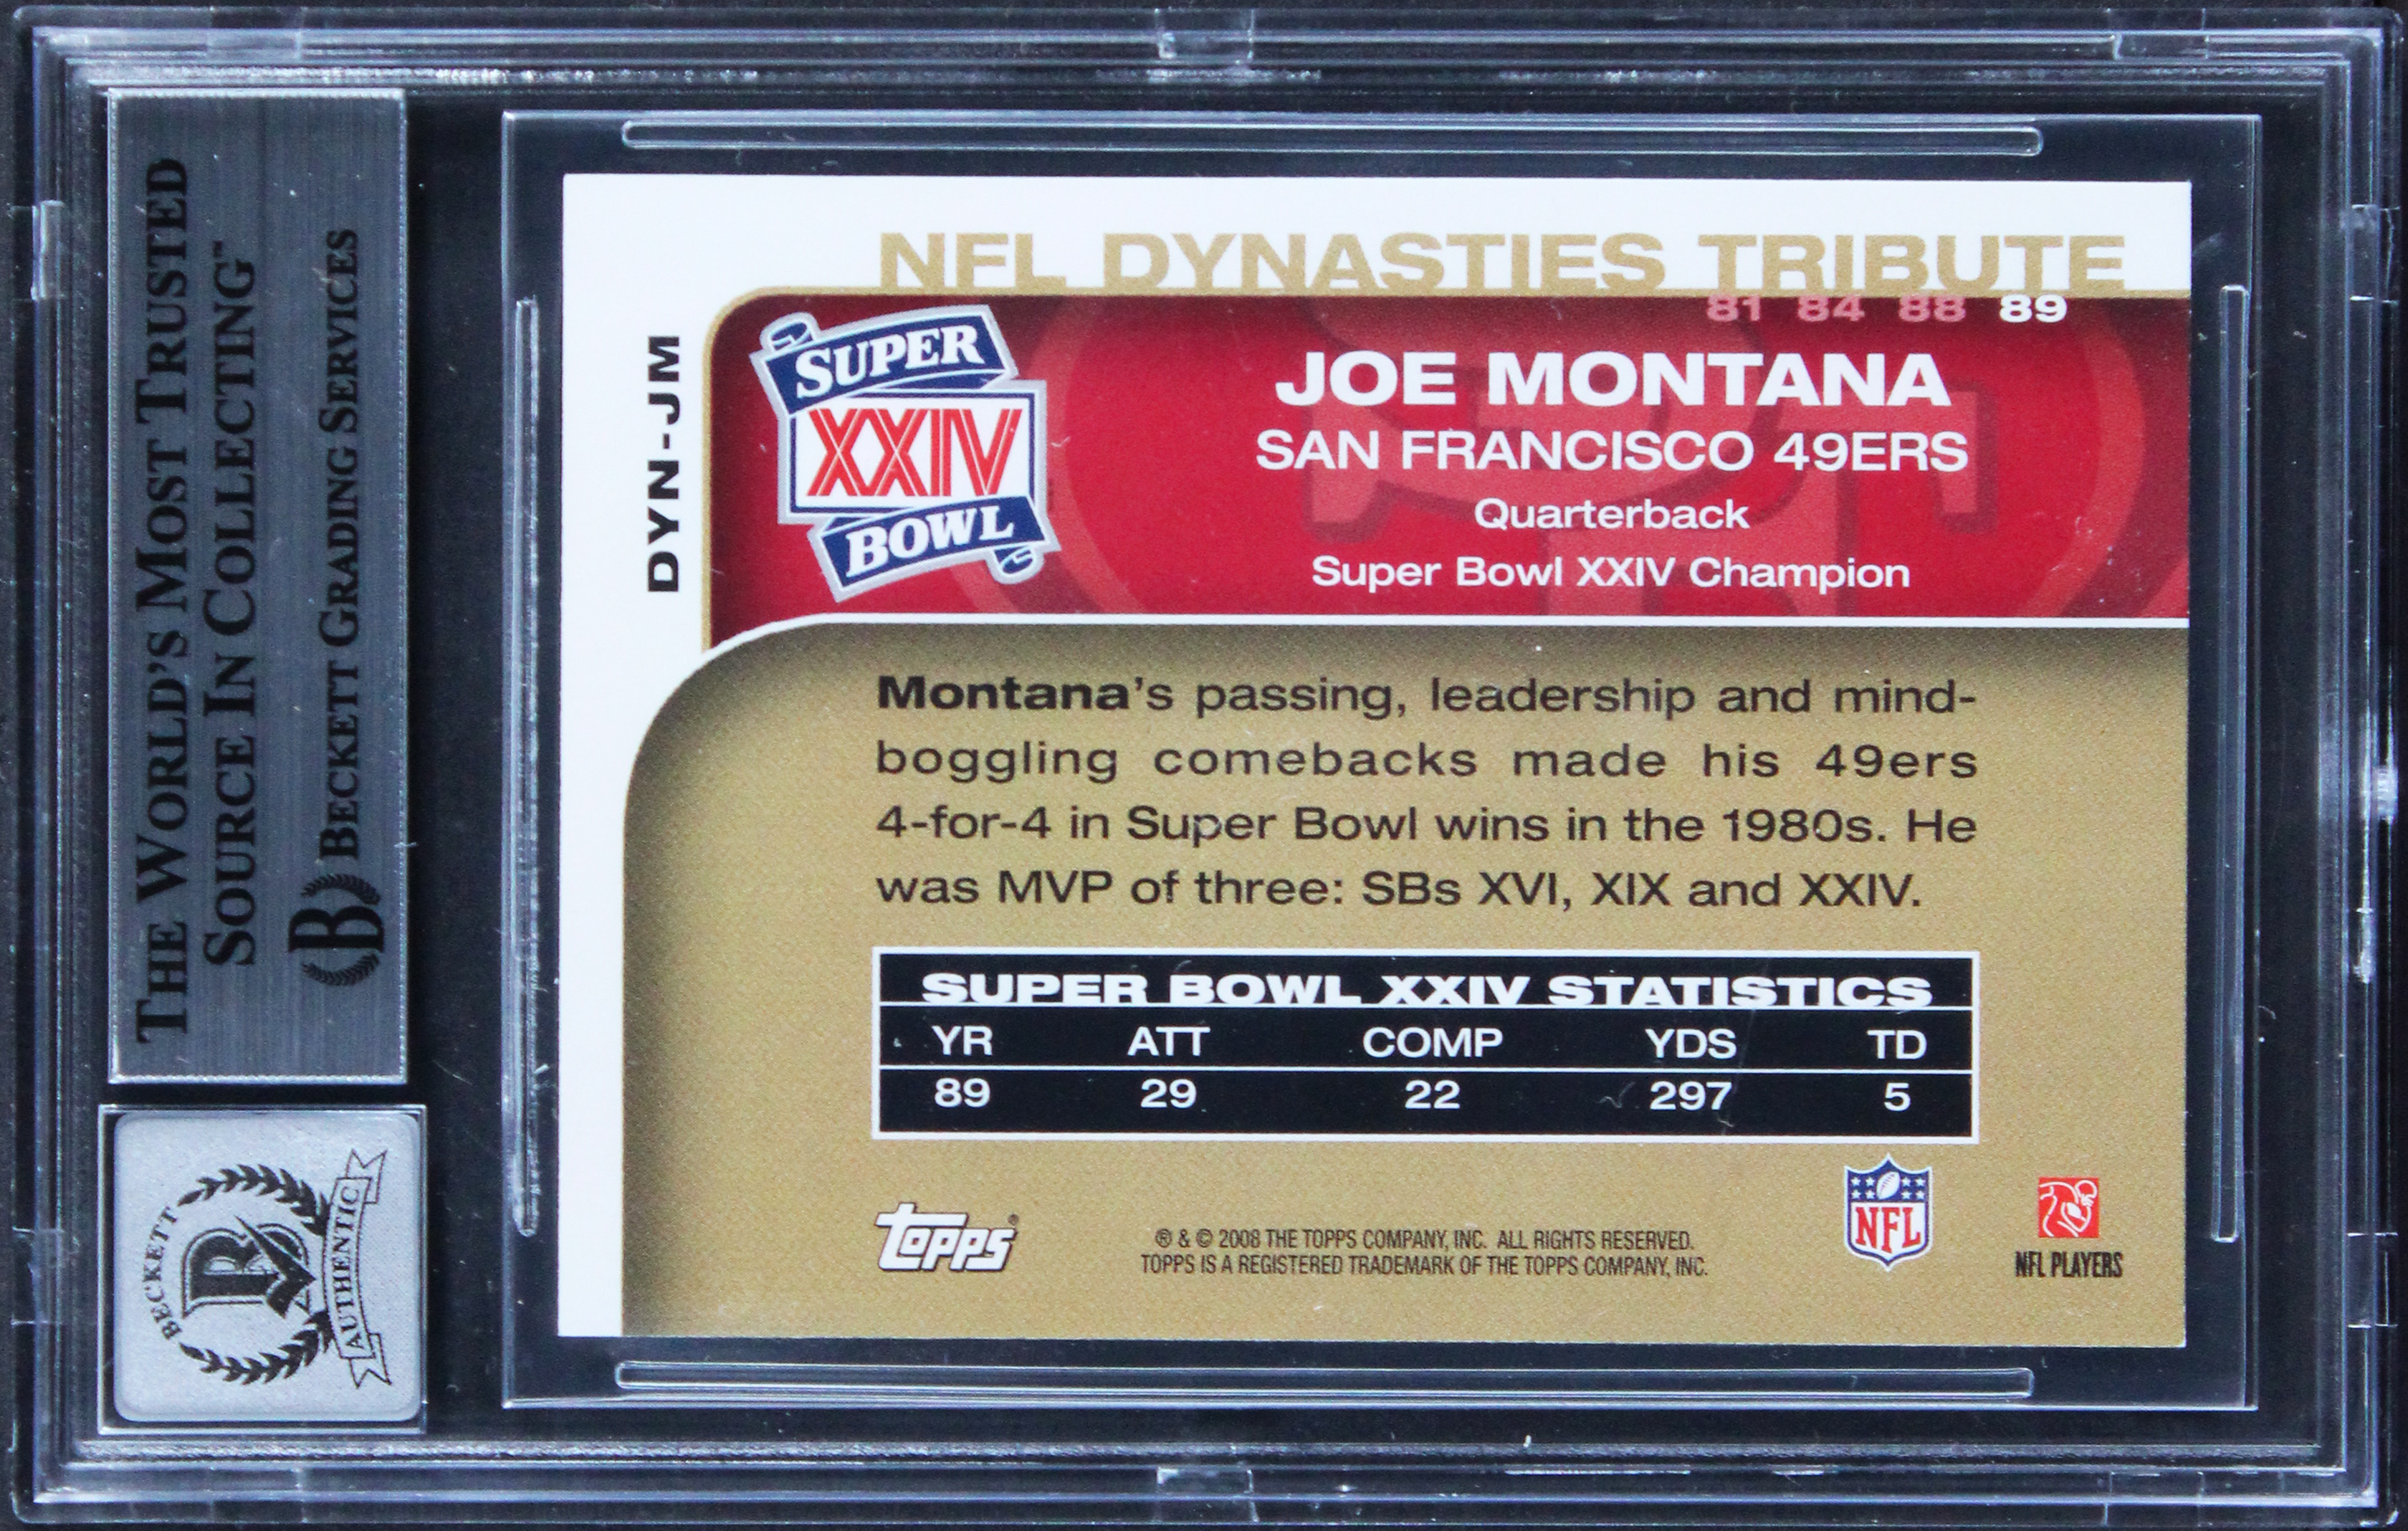 THE WORLD'S MOST TRUSTED
SOURCE IN COLLECTING™
B BECKETT GRADING SERVICES
BECKETT
B
AUTHENTIC
NFL DYNASTIES TRIBUTE
81 84 88 89
DYN-JM
SUPER
XXIV
BOWL
JOE MONTANA
SAN FRANCISCO 49ERS
Quarterback
Super Bowl XXIV Champion
Montana's passing, leadership and mind-
boggling comebacks made his 49ers
4-for-4 in Super Bowl wins in the 1980s. He
was MVP of three: SBs XVI, XIX and XXIV.
SUPER BOWL XXIV STATISTICS
YR ATT COMP YDS TD
89 29 22 297 5
topps®
® & © 2008 THE TOPPS COMPANY, INC. ALL RIGHTS RESERVED.
TOPPS IS A REGISTERED TRADEMARK OF THE TOPPS COMPANY, INC.
NFL
NFL PLAYERS